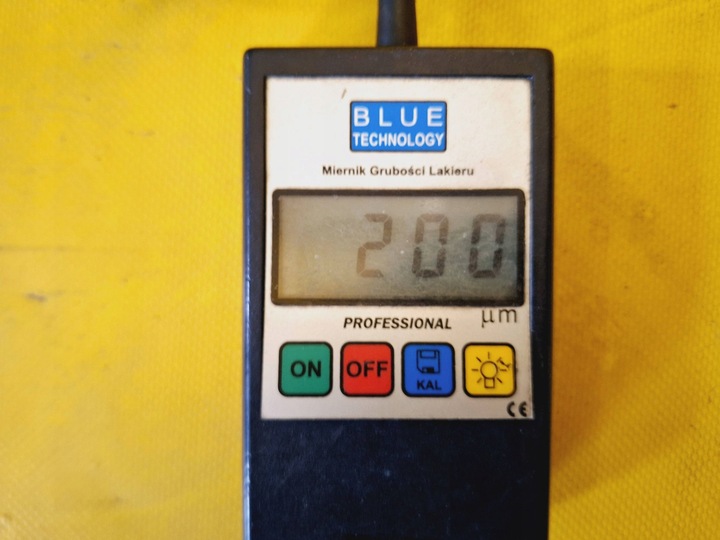 BLUE
TECHNOLOGY
Miernik Grubości Lakieru
200
µm
PROFESSIONAL
ON OFF KAL
CE